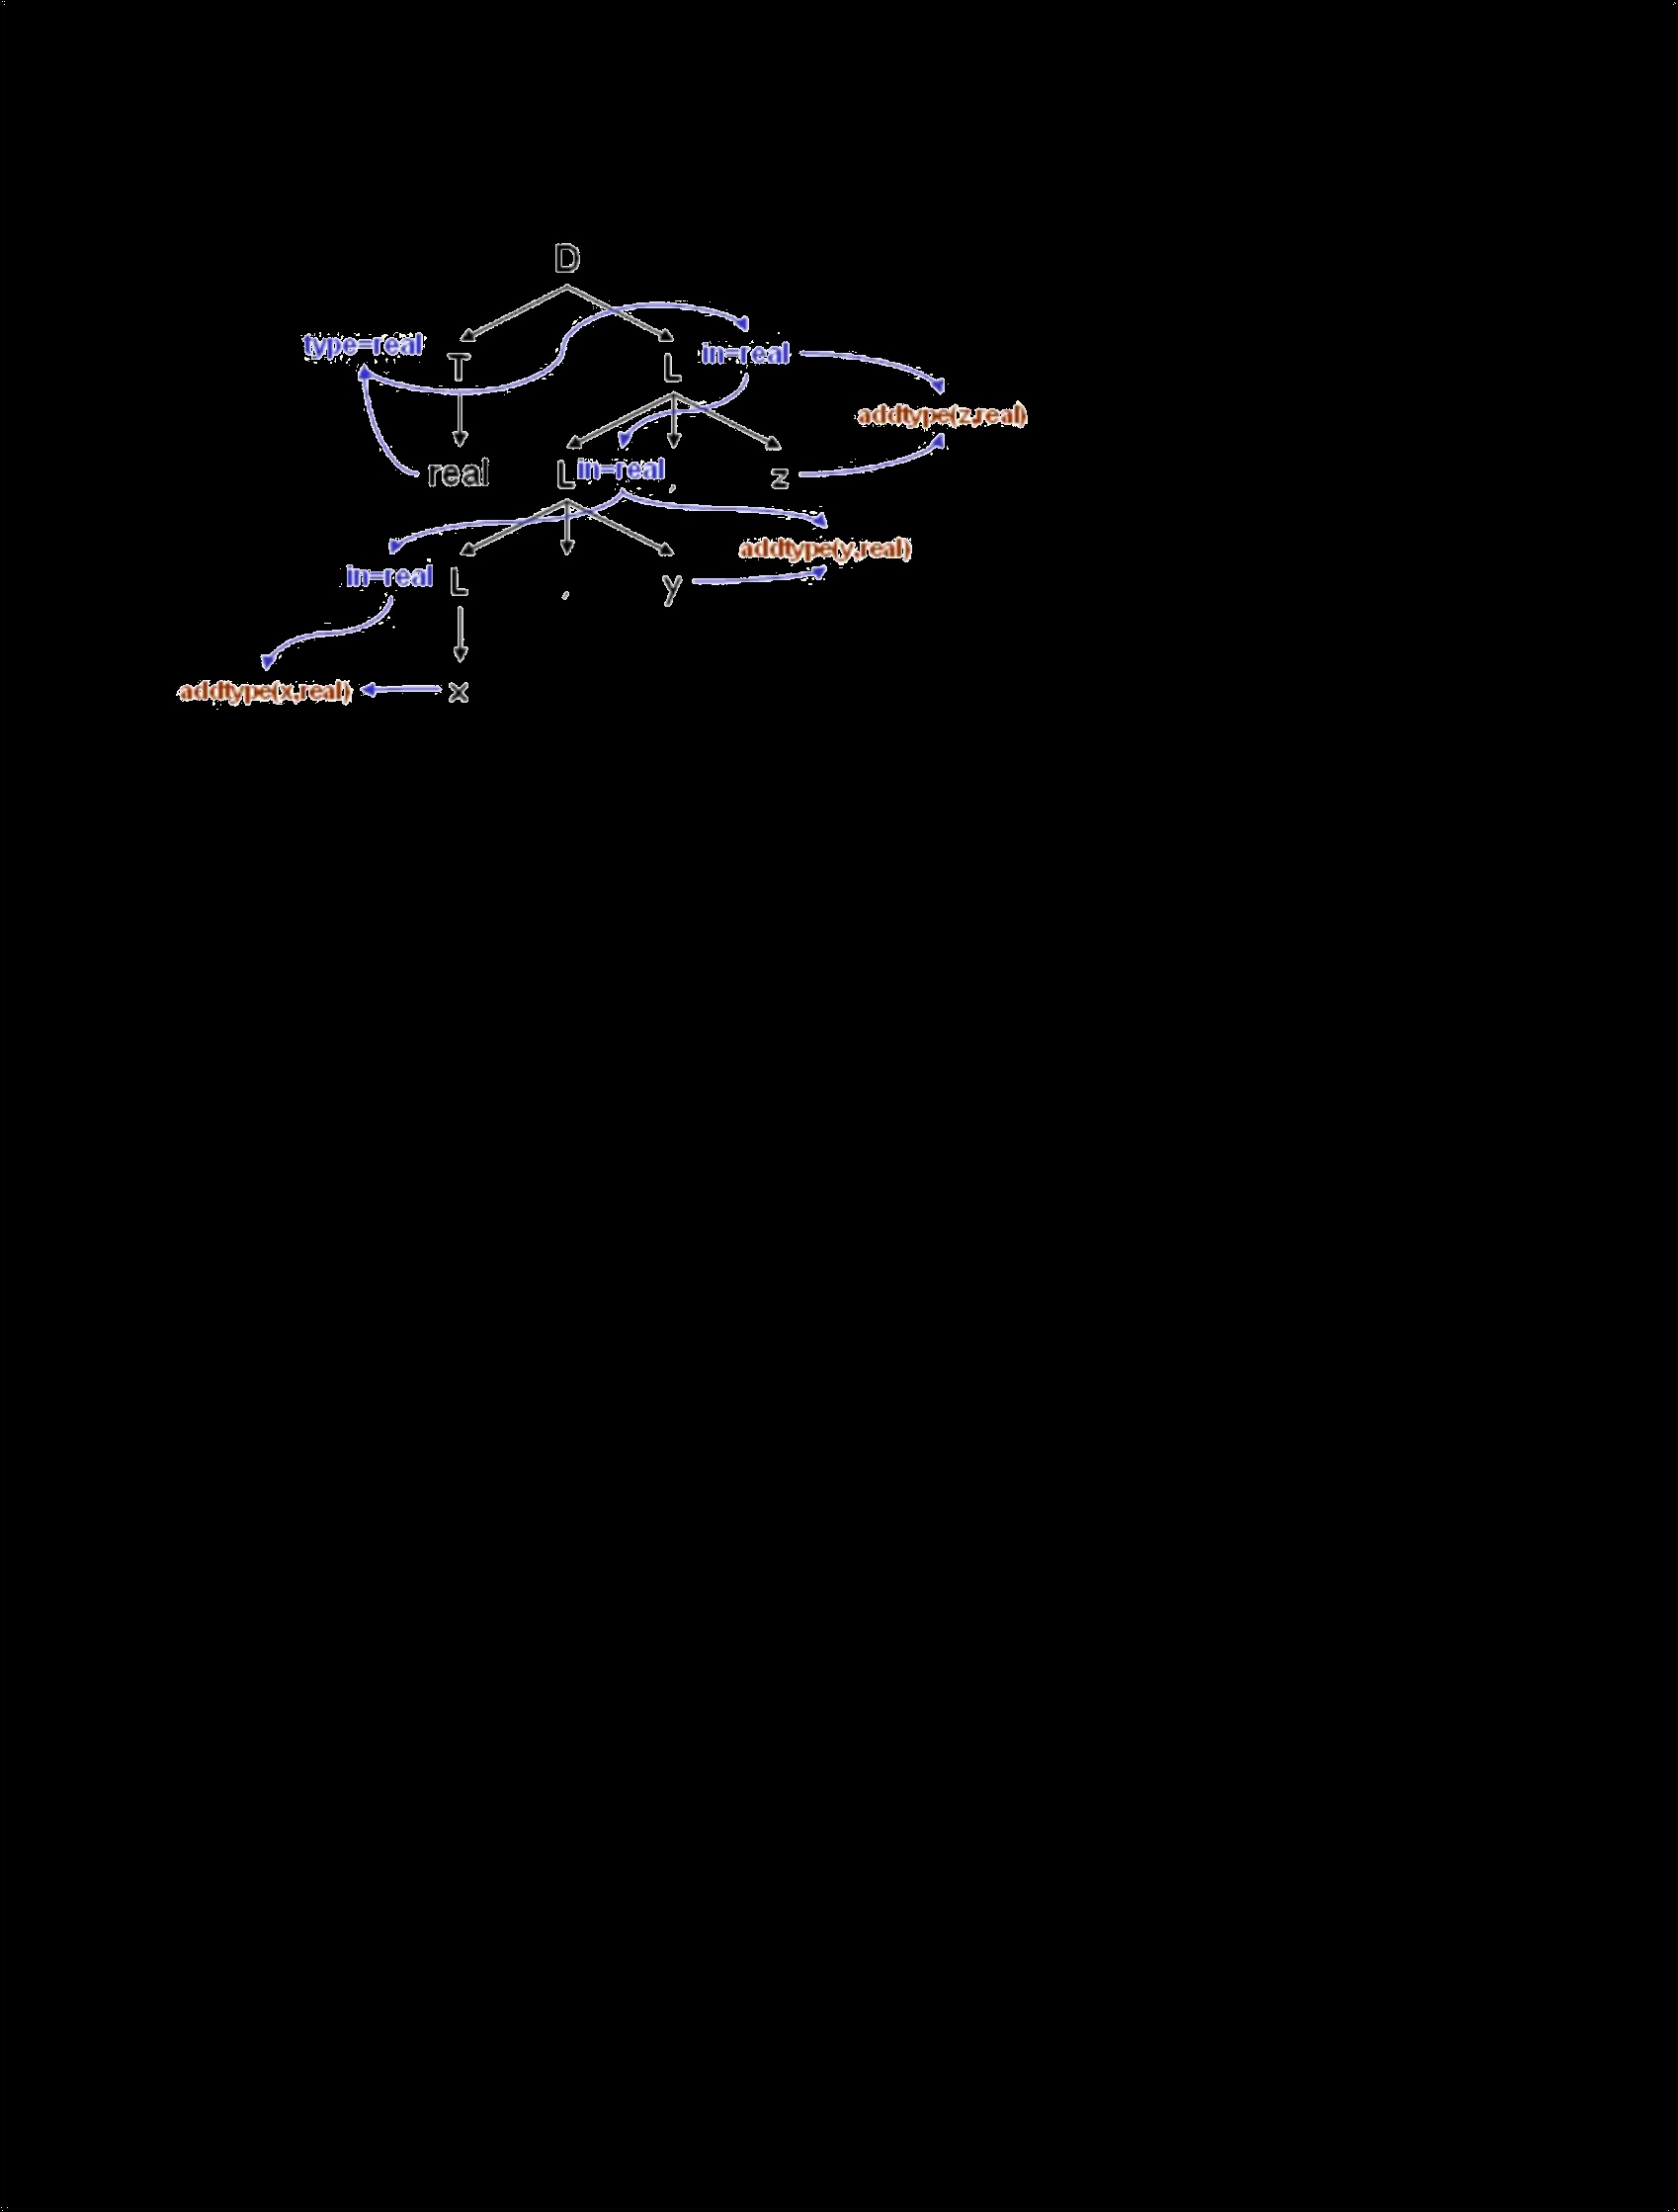 D
type=real T L in=real
addtype(z,real)
real L in=real , z
addtype(y,real)
in=real L , y
addtype(x,real) x